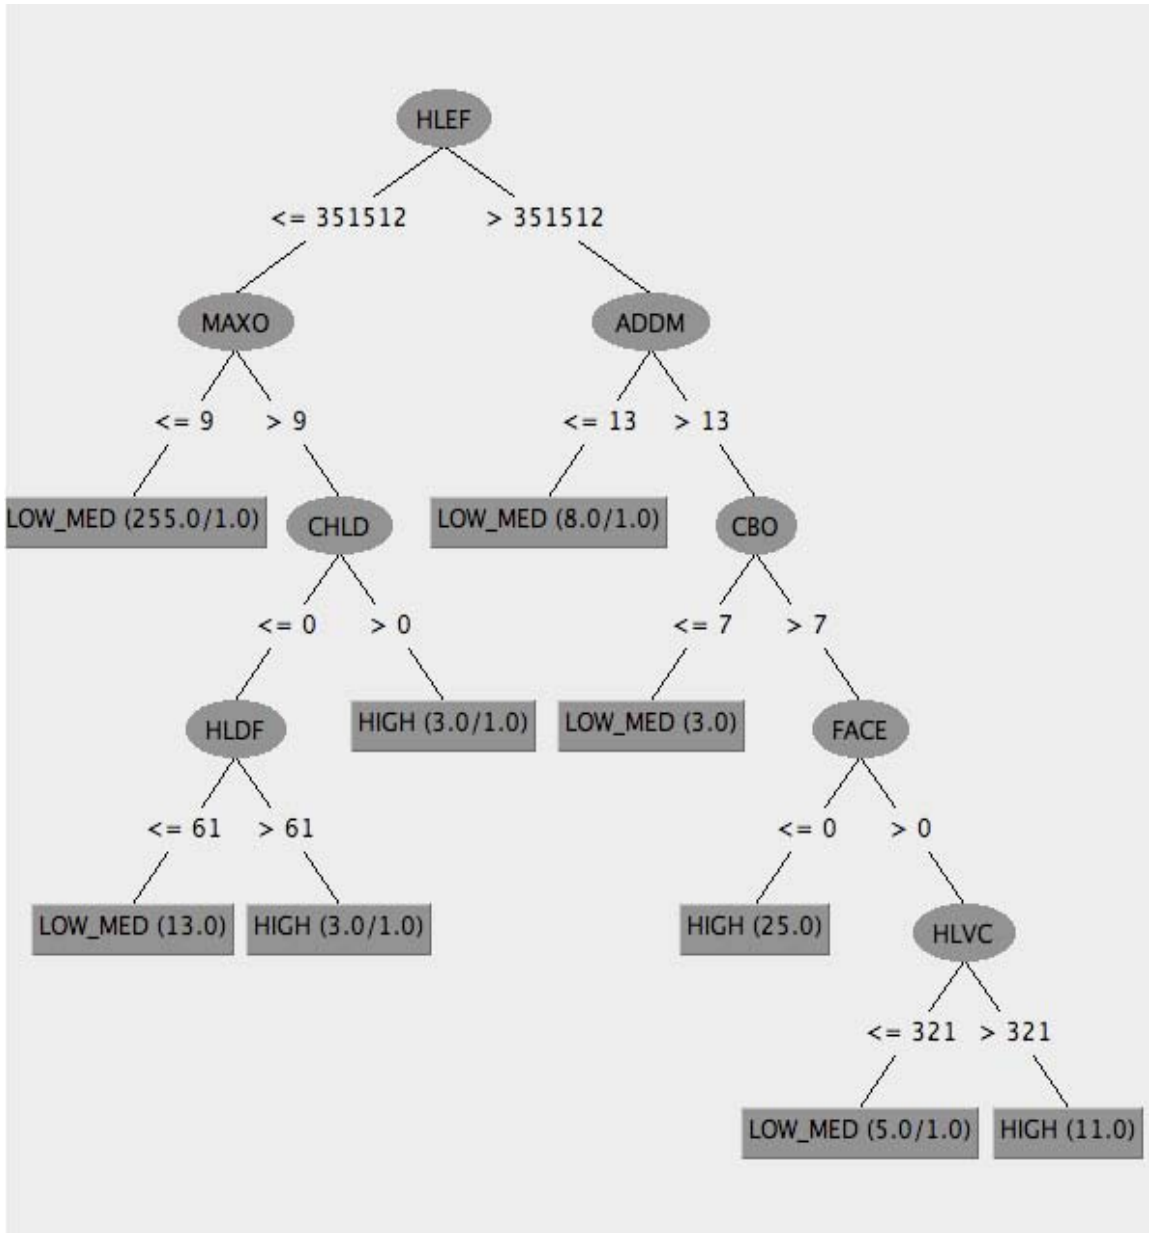 HLEF
<= 351512 > 351512
MAXO ADDM
<= 9 > 9 <= 13 > 13
LOW_MED (255.0/1.0) CHLD LOW_MED (8.0/1.0) CBO
<= 0 > 0 <= 7 > 7
HLDF HIGH (3.0/1.0) LOW_MED (3.0) FACE
<= 61 > 61 <= 0 > 0
LOW_MED (13.0) HIGH (3.0/1.0) HIGH (25.0) HLVC
<= 321 > 321
LOW_MED (5.0/1.0) HIGH (11.0)